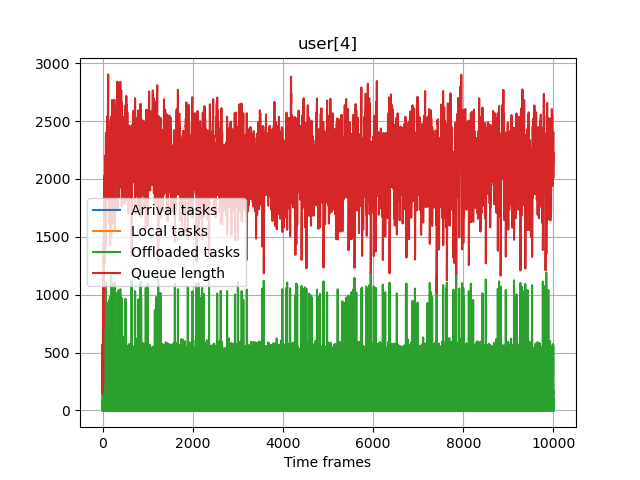 user[4]
3000
2500
2000
1500
1000
500
0
Arrival tasks
Local tasks
Offloaded tasks
Queue length
0 2000 4000 6000 8000 10000
Time frames